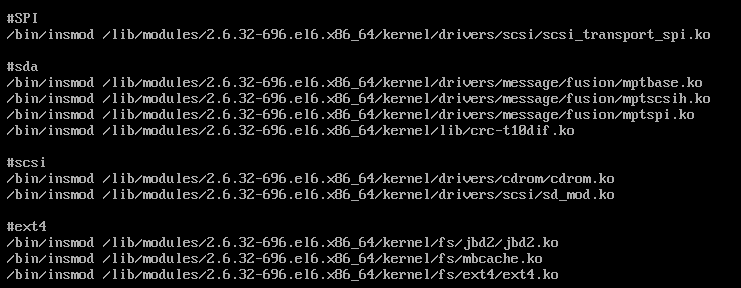 #SPI
/bin/insmod /lib/modules/2.6.32-696.el6.x86_64/kernel/drivers/scsi/scsi_transport_spi.ko
#sda
/bin/insmod /lib/modules/2.6.32-696.el6.x86_64/kernel/drivers/message/fusion/mptbase.ko
/bin/insmod /lib/modules/2.6.32-696.el6.x86_64/kernel/drivers/message/fusion/mptscsih.ko
/bin/insmod /lib/modules/2.6.32-696.el6.x86_64/kernel/drivers/message/fusion/mptspi.ko
/bin/insmod /lib/modules/2.6.32-696.el6.x86_64/kernel/lib/crc-t10dif.ko
#scsi
/bin/insmod /lib/modules/2.6.32-696.el6.x86_64/kernel/drivers/cdrom/cdrom.ko
/bin/insmod /lib/modules/2.6.32-696.el6.x86_64/kernel/drivers/scsi/sd_mod.ko
#ext4
/bin/insmod /lib/modules/2.6.32-696.el6.x86_64/kernel/fs/jbd2/jbd2.ko
/bin/insmod /lib/modules/2.6.32-696.el6.x86_64/kernel/fs/mbcache.ko
/bin/insmod /lib/modules/2.6.32-696.el6.x86_64/kernel/fs/ext4/ext4.ko